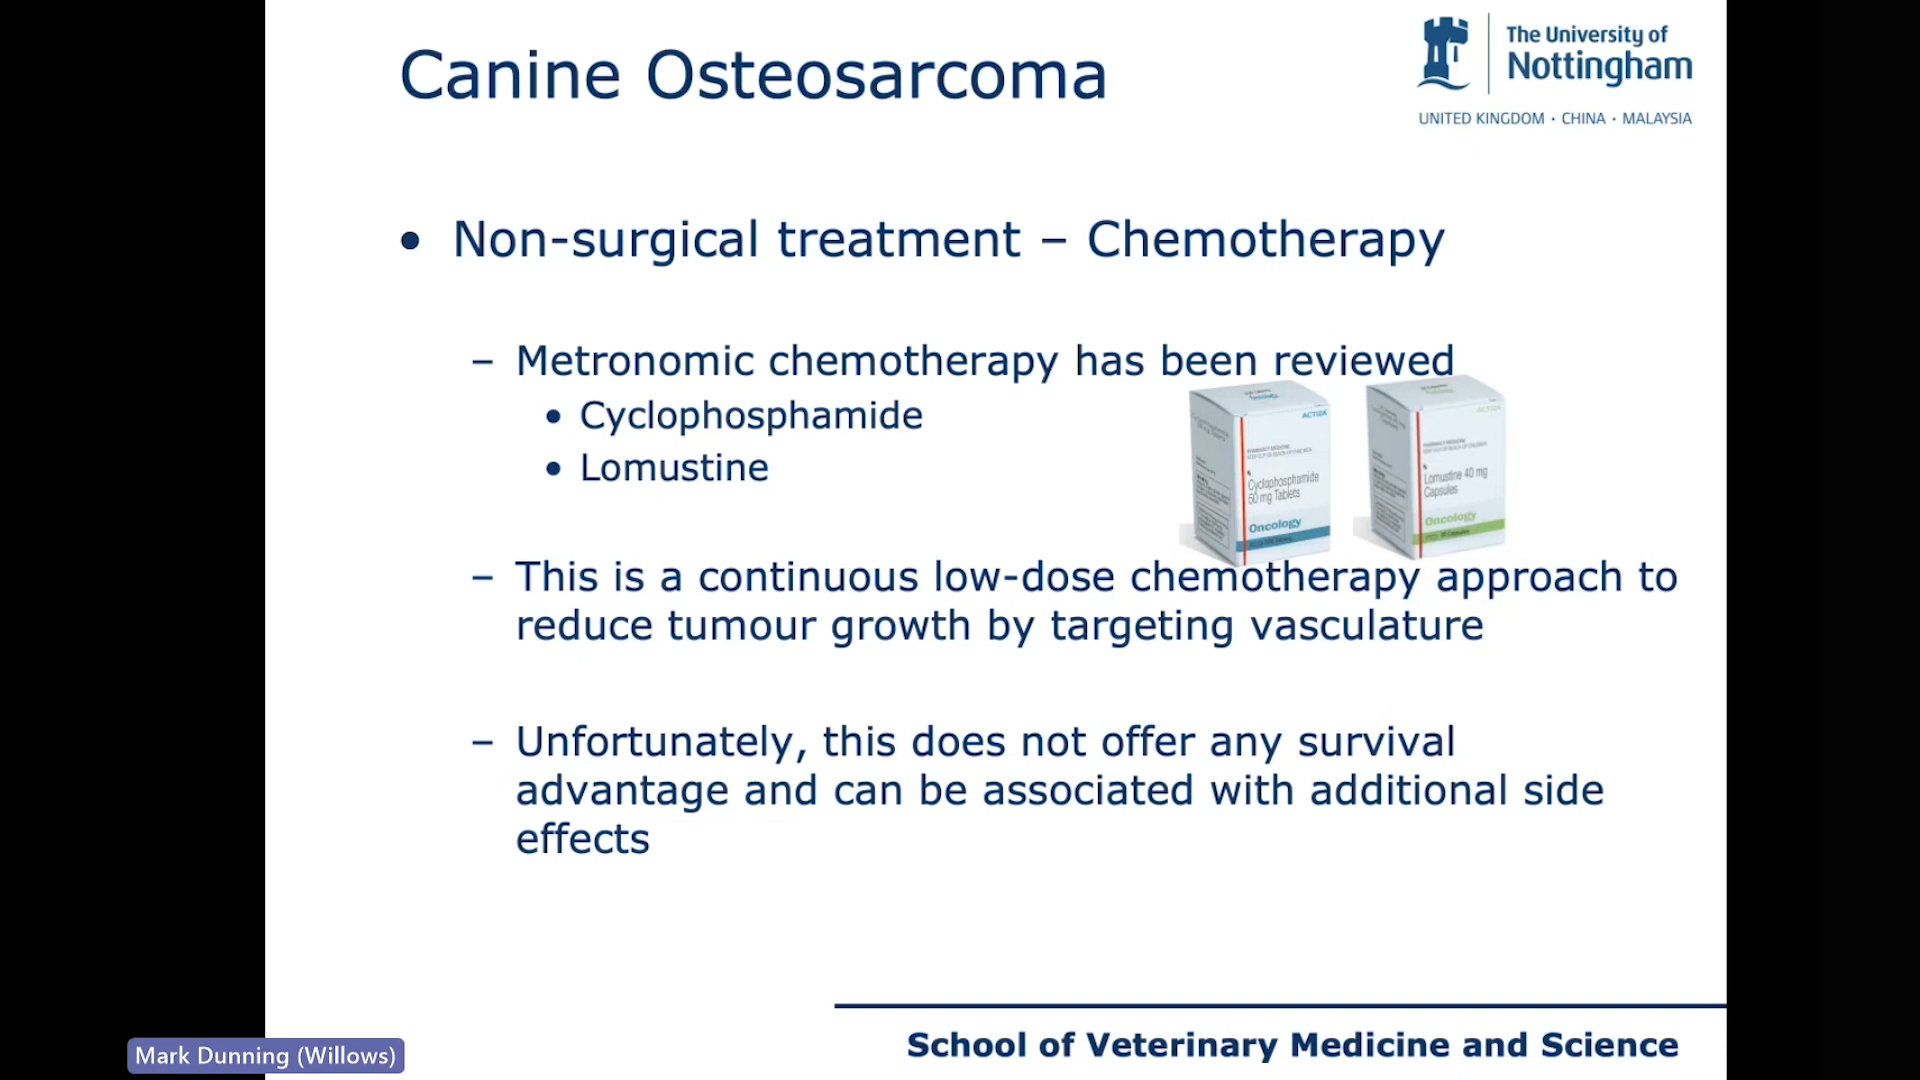 Canine Osteosarcoma
The University of
Nottingham
UNITED KINGDOM · CHINA · MALAYSIA
• Non-surgical treatment – Chemotherapy
– Metronomic chemotherapy has been reviewed
• Cyclophosphamide
• Lomustine
Cyclophosphamide
50 mg Tablets
Oncology
Lomustine 40 mg
Capsules
Oncology
– This is a continuous low-dose chemotherapy approach to
reduce tumour growth by targeting vasculature
– Unfortunately, this does not offer any survival
advantage and can be associated with additional side
effects
School of Veterinary Medicine and Science
Mark Dunning (Willows)